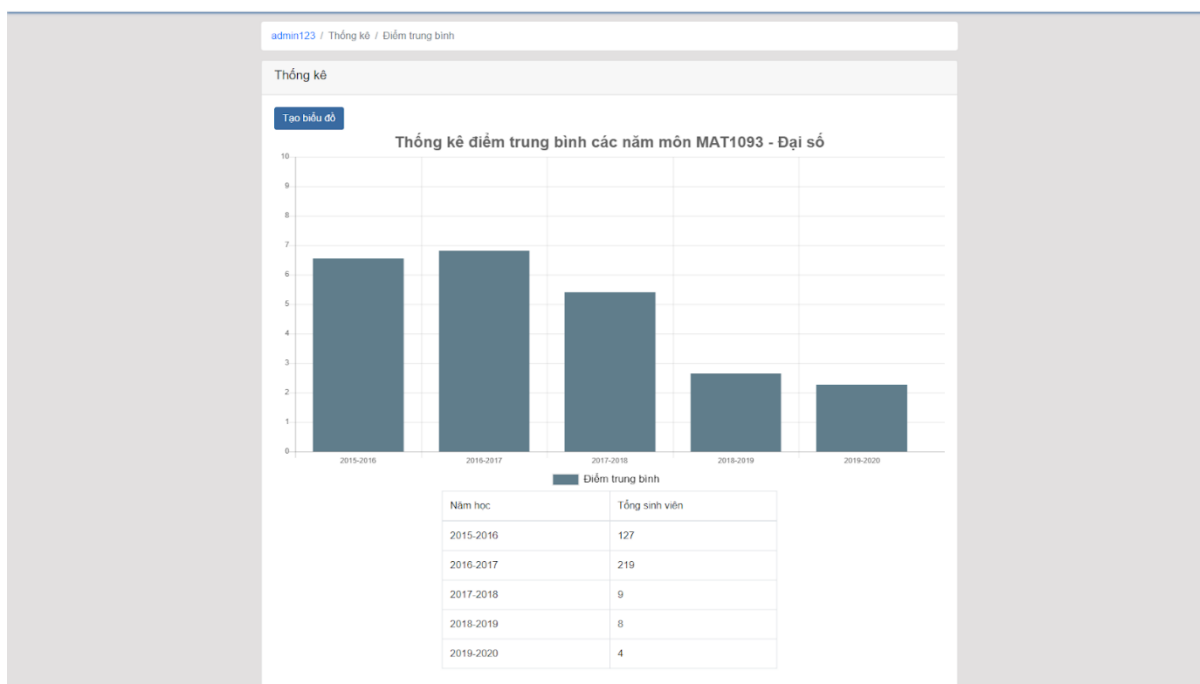 admin123 / Thống kê / Điểm trung bình
Thống kê
Tạo biểu đồ
Thống kê điểm trung bình các năm môn MAT1093 - Đại số
10
9
8
7
6
5
4
3
2
1
0
2015-2016 2016-2017 2017-2018 2018-2019 2019-2020
Điểm trung bình
Năm học Tổng sinh viên
2015-2016 127
2016-2017 219
2017-2018 9
2018-2019 8
2019-2020 4